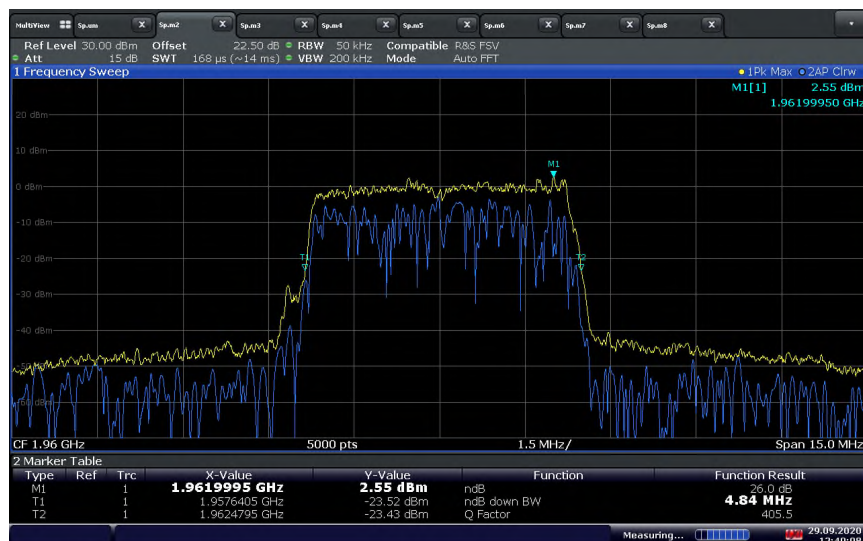 MultiView Sp.um X Sp.m2 X Sp.m3 X Sp.m4 X Sp.m5 X Sp.m6 X Sp.m7 X Sp.m8 X
Ref Level 30.00 dBm Offset 22.50 dB RBW 50 kHz Compatible R&S FSV
Att 15 dB SWT 168 µs (~14 ms) VBW 200 kHz Mode Auto FFT
1 Frequency Sweep 1Pk Max 2AP Clrw
M1[1] 2.55 dBm
1.96199950 GHz
20 dBm
10 dBm
M1
0 dBm
-10 dBm
-20 dBm
T1 T2
-30 dBm
-40 dBm
CF 1.96 GHz 5000 pts 1.5 MHz/ Span 15.0 MHz
2 Marker Table
Type Ref Trc X-Value Y-Value Function Function Result
M1 1 1.9619995 GHz 2.55 dBm ndB 26.0 dB
T1 1 1.9576405 GHz -23.52 dBm ndB down BW 4.84 MHz
T2 1 1.9624795 GHz -23.43 dBm Q Factor 405.5
Measuring... 29.09.2020